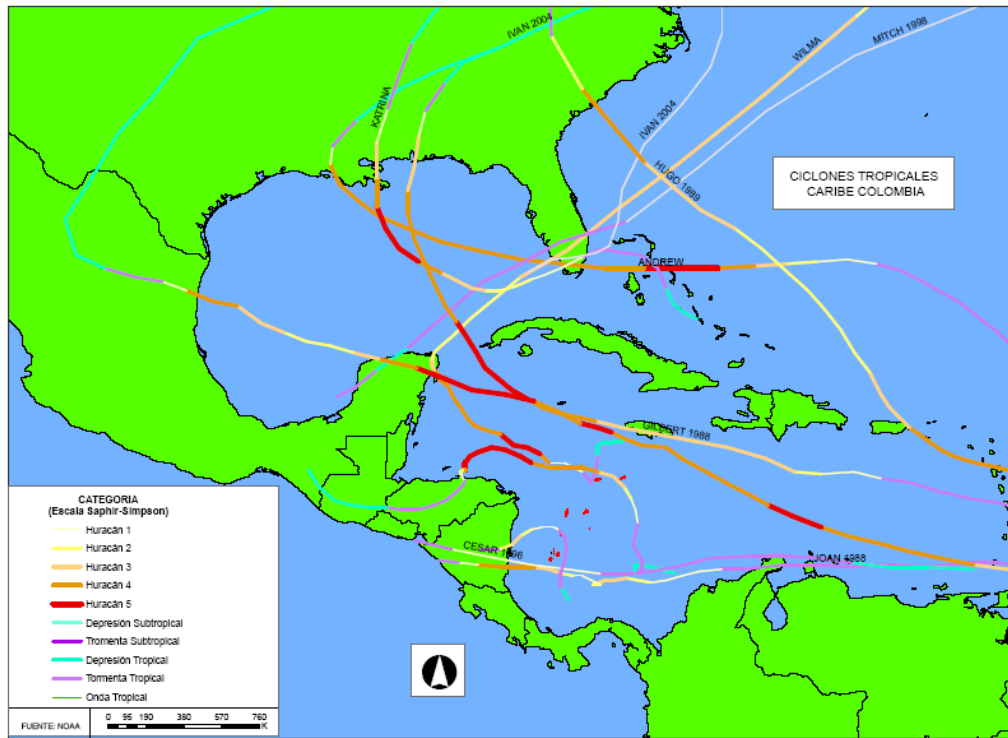 IVAN 2004
KATRINA
WILMA
MITCH 1998
IVAN 2004
HUGO 1989
CICLONES TROPICALES
CARIBE COLOMBIA
ANDREW
GILBERT 1988
CESAR 1996
JOAN 1988
CATEGORIA
(Escala Saphir-Simpson)
Huracán 1
Huracán 2
Huracán 3
Huracán 4
Huracán 5
Depresión Subtropical
Tromenta Subtropical
Depresión Tropical
Tormenta Tropical
Onda Tropical
FUENTE: NOAA
0 95 190 380 570 760
K